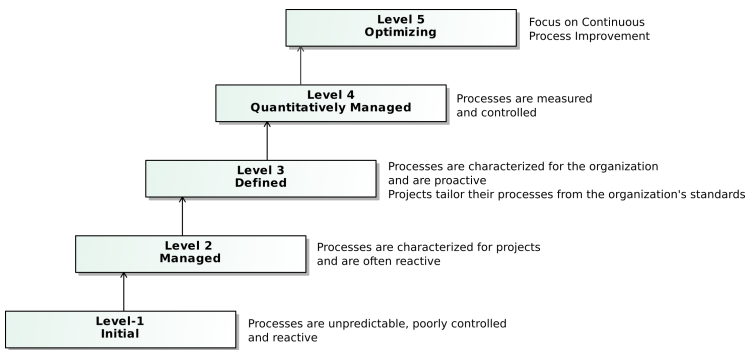 Level 5
Optimizing
Focus on Continuous
Process Improvement
Level 4
Quantitatively Managed
Processes are measured
and controlled
Level 3
Defined
Processes are characterized for the organization
and are proactive
Projects tailor their processes from the organization's standards
Level 2
Managed
Processes are characterized for projects
and are often reactive
Level-1
Initial
Processes are unpredictable, poorly controlled
and reactive